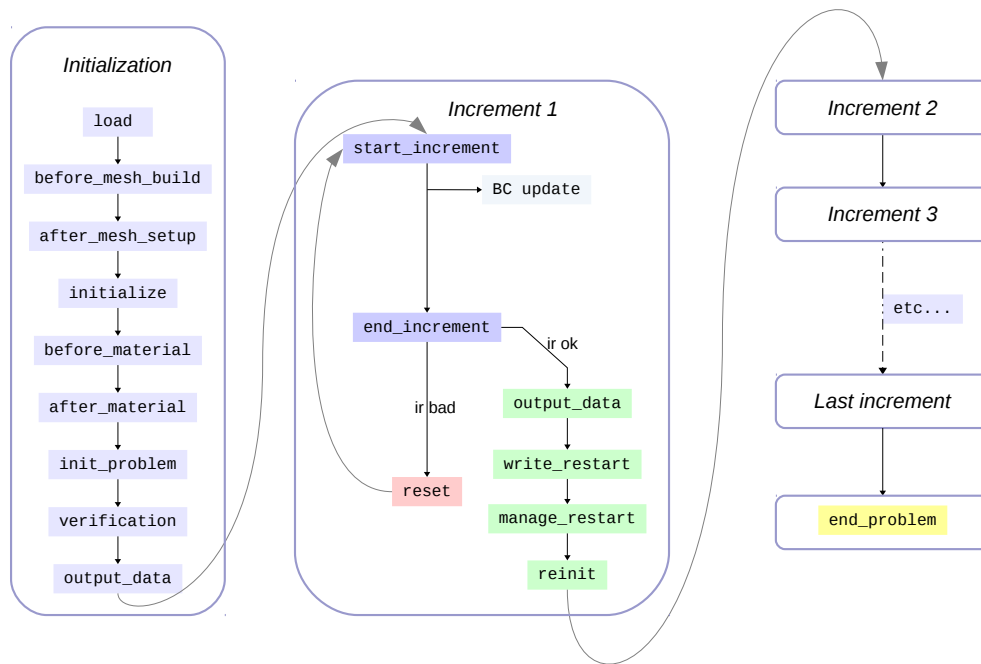 Initialization
load
before_mesh_build
after_mesh_setup
initialize
before_material
after_material
init_problem
verification
output_data
Increment 1
start_increment
BC update
end_increment
ir ok
ir bad
output_data
write_restart
reset
manage_restart
reinit
Increment 2
Increment 3
etc...
Last increment
end_problem